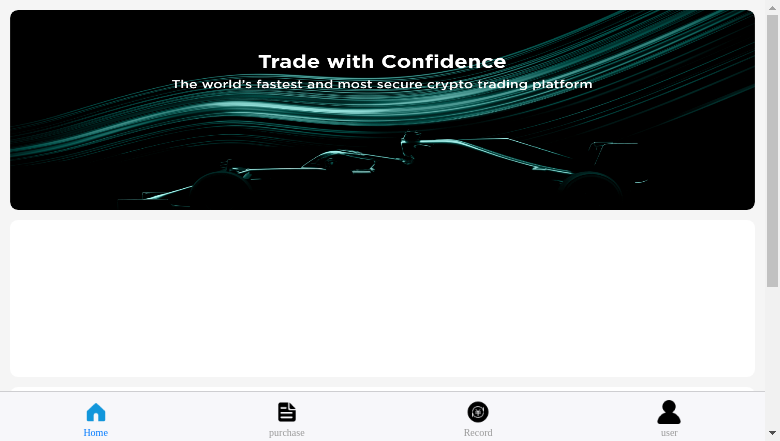 Trade with Confidence
The world's fastest and most secure crypto trading platform
Home
purchase
Record
user